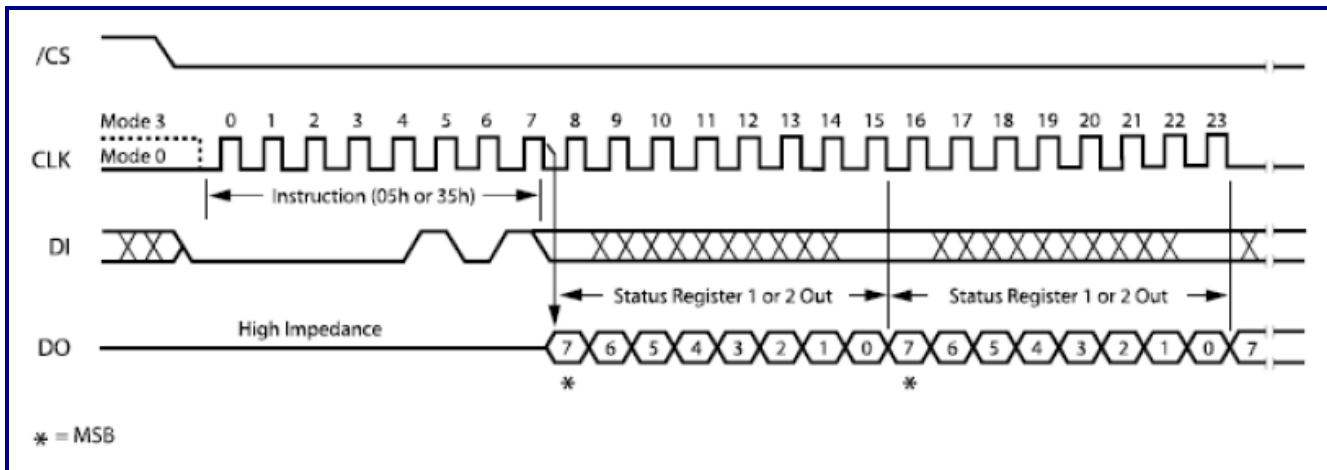 /CS
Mode 3
0 1 2 3 4 5 6 7 8 9 10 11 12 13 14 15 16 17 18 19 20 21 22 23
CLK
Mode 0
Instruction (05h or 35h)
DI
Status Register 1 or 2 Out
Status Register 1 or 2 Out
High Impedance
DO
7 6 5 4 3 2 1 0 7 6 5 4 3 2 1 0 7
* *
* = MSB